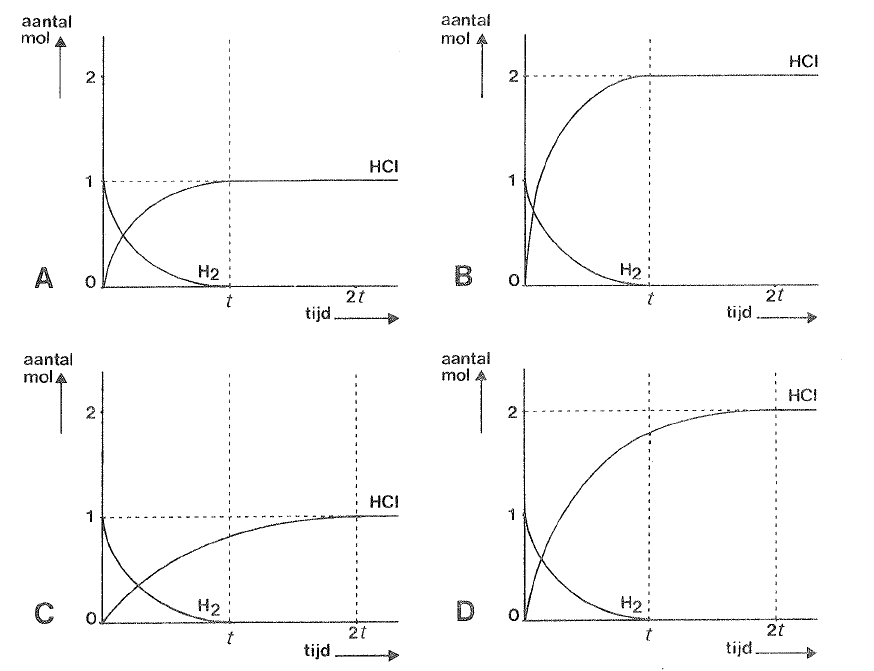 aantal
mol
2
1
0
HCl
H2
A
t
2t
tijd
aantal
mol
2
1
0
HCl
H2
B
t
2t
tijd
aantal
mol
2
1
0
HCl
H2
C
t
2t
tijd
aantal
mol
2
1
0
HCl
H2
D
t
2t
tijd